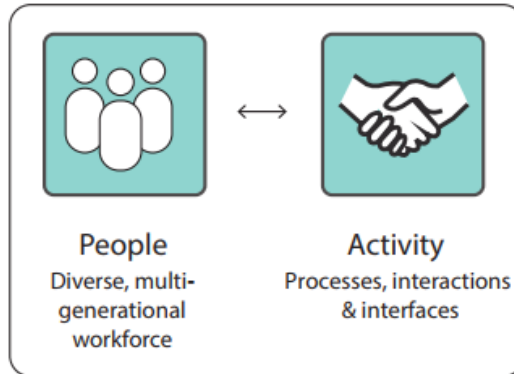 People
Diverse, multi-
generational
workforce
Activity
Processes, interactions
& interfaces